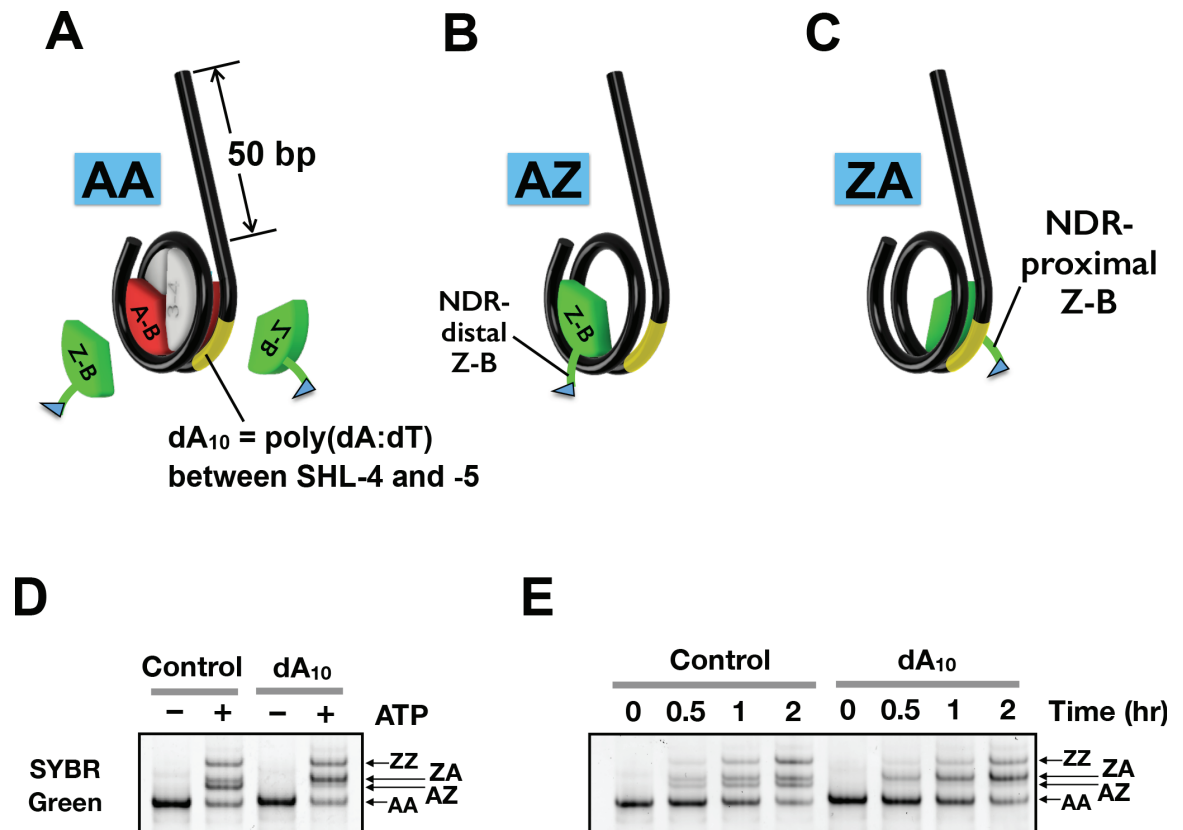 A
B
C
50 bp
AA
AZ
ZA
NDR-
proximal
Z-B
3-4
A-B
Z-B
Z-B
Z-B
NDR-
distal
Z-B
dA10 = poly(dA:dT)
between SHL-4 and -5
D
E
Control dA10
− + − + ATP
SYBR
Green
ZZ
ZA
AZ
AA
Control dA10
0 0.5 1 2 0 0.5 1 2 Time (hr)
ZZ
ZA
AZ
AA